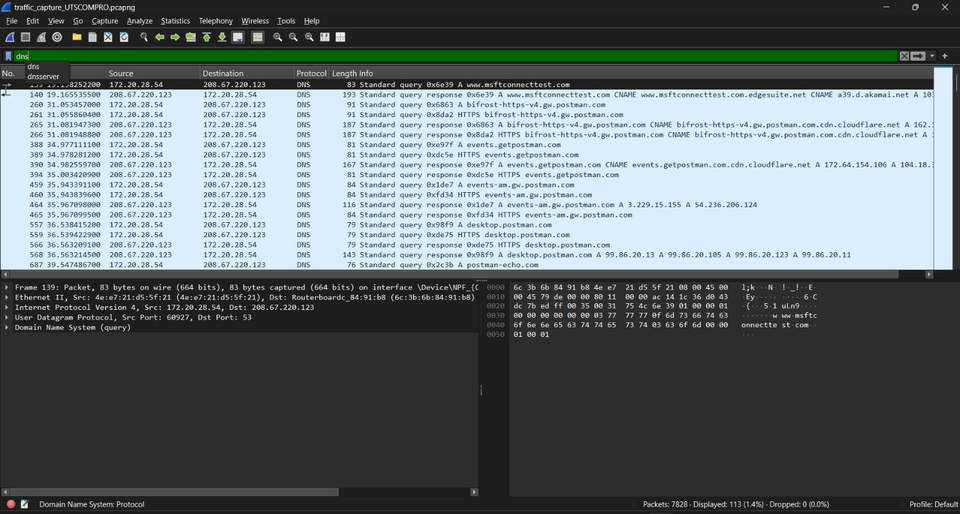 traffic_capture_UTSCOMPRO.pcapng
File Edit View Go Capture Analyze Statistics Telephony Wireless Tools Help
dns
dns
dnsserver
No. Source Destination Protocol Length Info
139 19.158252200 172.20.28.54 208.67.220.123 DNS 83 Standard query 0x6e39 A www.msftconnecttest.com
140 19.165535500 208.67.220.123 172.20.28.54 DNS 193 Standard query response 0x6e39 A www.msftconnecttest.com CNAME www.msftconnecttest.com.edgesuite.net CNAME a39.d.akamai.net A 103
260 31.053457000 172.20.28.54 208.67.220.123 DNS 91 Standard query 0x6863 A bifrost-https-v4.gw.postman.com
261 31.055860400 172.20.28.54 208.67.220.123 DNS 91 Standard query 0x8da2 HTTPS bifrost-https-v4.gw.postman.com
265 31.081947300 208.67.220.123 172.20.28.54 DNS 187 Standard query response 0x6863 A bifrost-https-v4.gw.postman.com CNAME bifrost-https-v4.gw.postman.com.cdn.cloudflare.net A 162.
266 31.081948800 208.67.220.123 172.20.28.54 DNS 187 Standard query response 0x8da2 HTTPS bifrost-https-v4.gw.postman.com CNAME bifrost-https-v4.gw.postman.com.cdn.cloudflare.net A
388 34.977111100 172.20.28.54 208.67.220.123 DNS 81 Standard query 0xe97f A events.getpostman.com
389 34.978281200 172.20.28.54 208.67.220.123 DNS 81 Standard query 0xdc5e HTTPS events.getpostman.com
390 34.982559700 208.67.220.123 172.20.28.54 DNS 167 Standard query response 0xe97f A events.getpostman.com CNAME events.getpostman.com.cdn.cloudflare.net A 172.64.154.106 A 104.18.
394 35.003420900 208.67.220.123 172.20.28.54 DNS 81 Standard query response 0xdc5e HTTPS events.getpostman.com
459 35.943391100 172.20.28.54 208.67.220.123 DNS 84 Standard query 0x1de7 A events-am.gw.postman.com
460 35.943839600 172.20.28.54 208.67.220.123 DNS 84 Standard query 0xfd34 HTTPS events-am.gw.postman.com
464 35.967098000 208.67.220.123 172.20.28.54 DNS 116 Standard query response 0x1de7 A events-am.gw.postman.com A 3.229.15.155 A 54.236.206.124
465 35.967099500 208.67.220.123 172.20.28.54 DNS 84 Standard query response 0xfd34 HTTPS events-am.gw.postman.com
557 36.538415200 172.20.28.54 208.67.220.123 DNS 79 Standard query 0x98f9 A desktop.postman.com
559 36.539422900 172.20.28.54 208.67.220.123 DNS 79 Standard query 0xde75 HTTPS desktop.postman.com
566 36.563209100 208.67.220.123 172.20.28.54 DNS 79 Standard query response 0xde75 HTTPS desktop.postman.com
568 36.563214500 208.67.220.123 172.20.28.54 DNS 143 Standard query response 0x98f9 A desktop.postman.com A 99.86.20.13 A 99.86.20.105 A 99.86.20.123 A 99.86.20.11
687 39.547486700 172.20.28.54 208.67.220.123 DNS 76 Standard query 0x2c3b A postman-echo.com
Frame 139: Packet, 83 bytes on wire (664 bits), 83 bytes captured (664 bits) on interface \Device\NPF_{C
Ethernet II, Src: 4e:e7:21:d5:5f:21 (4e:e7:21:d5:5f:21), Dst: Routerboardc_84:91:b8 (6c:3b:6b:84:91:b8)
Internet Protocol Version 4, Src: 172.20.28.54, Dst: 208.67.220.123
User Datagram Protocol, Src Port: 60927, Dst Port: 53
Domain Name System (query)
0000 6c 3b 6b 84 91 b8 4e e7 21 d5 5f 21 08 00 45 00 l;k···N· !·_!··E·
0010 00 45 79 de 00 00 80 11 00 00 ac 14 1c 36 d0 43 ·Ey····· ·····6·C
0020 dc 7b ed ff 00 35 00 31 75 4c 6e 39 01 00 00 01 ·{···5·1 uLn9····
0030 00 00 00 00 00 00 03 77 77 77 0f 6d 73 66 74 63 ·······w ww·msftc
0040 6f 6e 6e 65 63 74 74 65 73 74 03 63 6f 6d 00 00 onnectte st·com··
0050 01 00 01 ···
Domain Name System: Protocol
Packets: 7828 · Displayed: 113 (1.4%) · Dropped: 0 (0.0%)
Profile: Default